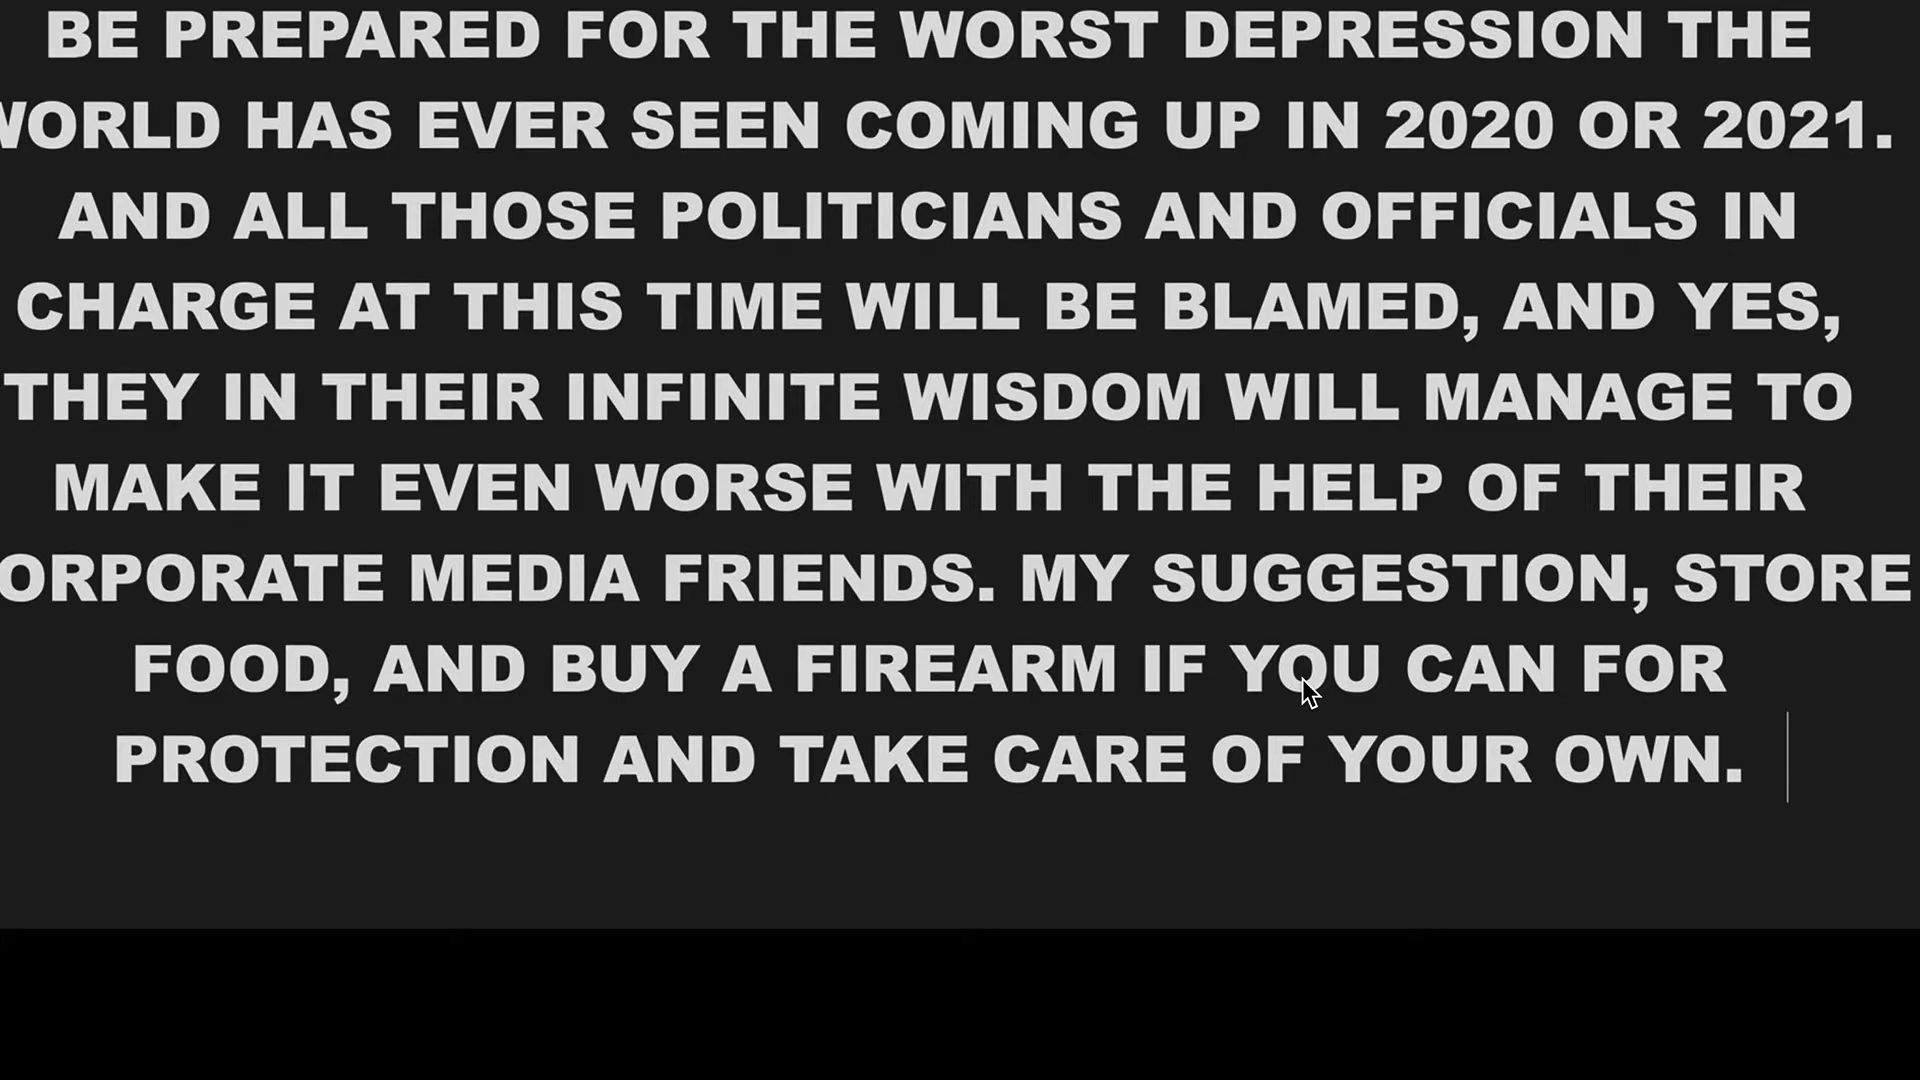 BE PREPARED FOR THE WORST DEPRESSION THE
WORLD HAS EVER SEEN COMING UP IN 2020 OR 2021.
AND ALL THOSE POLITICIANS AND OFFICIALS IN
CHARGE AT THIS TIME WILL BE BLAMED, AND YES,
THEY IN THEIR INFINITE WISDOM WILL MANAGE TO
MAKE IT EVEN WORSE WITH THE HELP OF THEIR
ORPORATE MEDIA FRIENDS. MY SUGGESTION, STORE
FOOD, AND BUY A FIREARM IF YOU CAN FOR
PROTECTION AND TAKE CARE OF YOUR OWN.